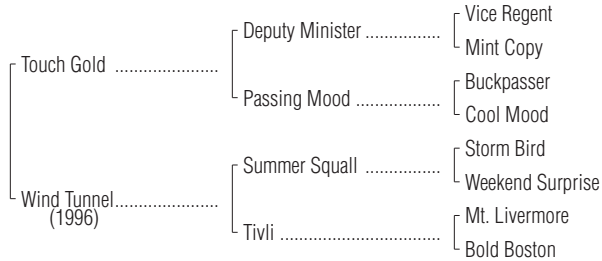 Vice Regent
Deputy Minister ..................
Mint Copy
Touch Gold .....................
Buckpasser
Passing Mood .................
Cool Mood
Storm Bird
Summer Squall ................
Weekend Surprise
Wind Tunnel.....................
(1996)
Mt. Livermore
Tivli ..................................
Bold Boston